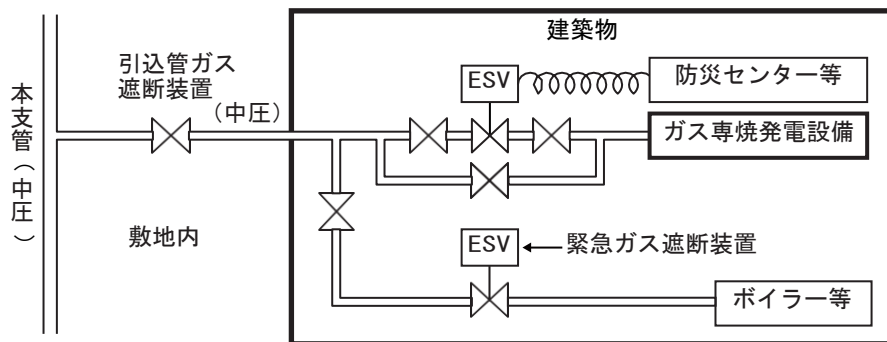 建築物
引込管ガス
遮断装置
（中圧）
ESV
防災センター等
ガス専焼発電設備
本支管（中圧）
敷地内
ESV
緊急ガス遮断装置
ボイラー等